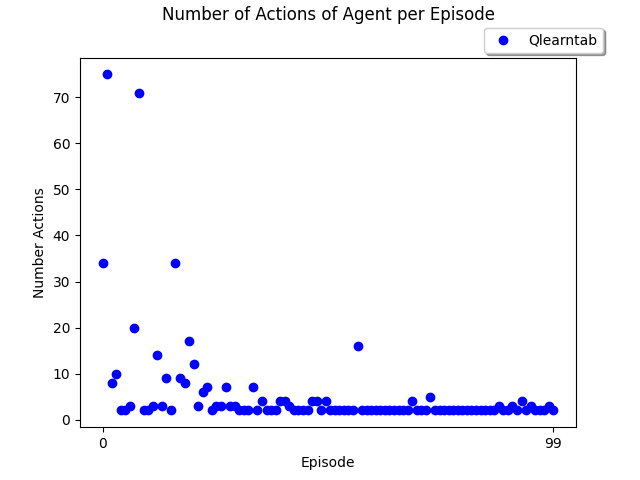 Number of Actions of Agent per Episode
Qlearntab
70
60
50
40
30
20
10
0
Number Actions
0 99
Episode